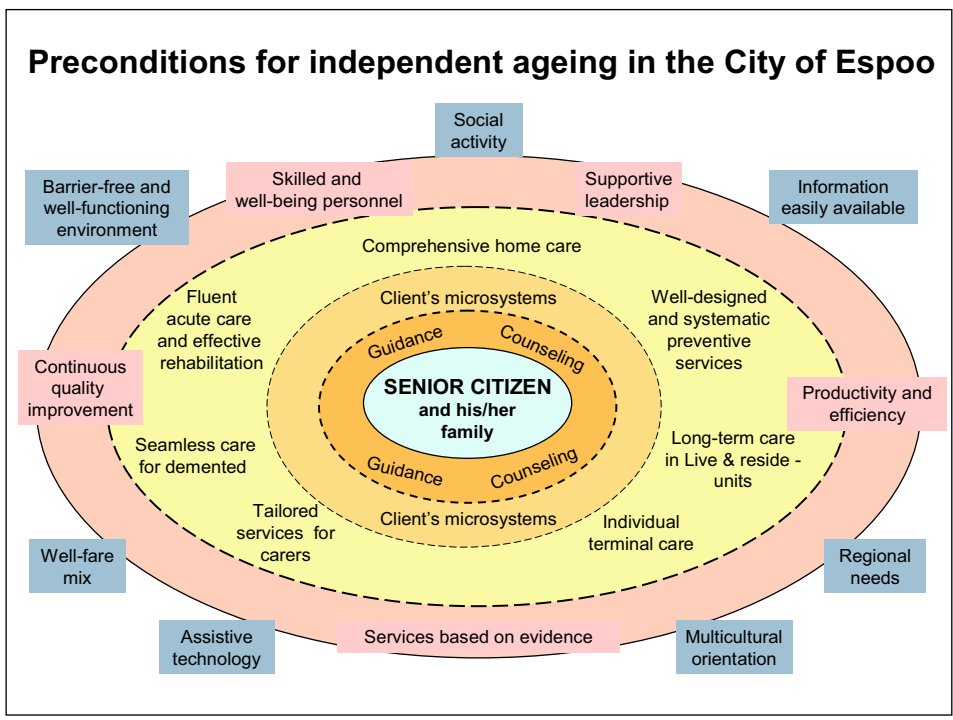 Preconditions for independent ageing in the City of Espoo
Social
activity
Barrier-free and
well-functioning
environment
Skilled and
well-being personnel
Supportive
leadership
Information
easily available
Comprehensive home care
Fluent
acute care
and effective
rehabilitation
Client's microsystems
Well-designed
and systematic
preventive
services
Guidance
Counseling
Continuous
quality
improvement
SENIOR CITIZEN
and his/her
family
Productivity and
efficiency
Seamless care
for demented
Guidance
Counseling
Long-term care
in Live & reside -
units
Tailored
services for
carers
Client's microsystems
Individual
terminal care
Well-fare
mix
Regional
needs
Assistive
technology
Services based on evidence
Multicultural
orientation